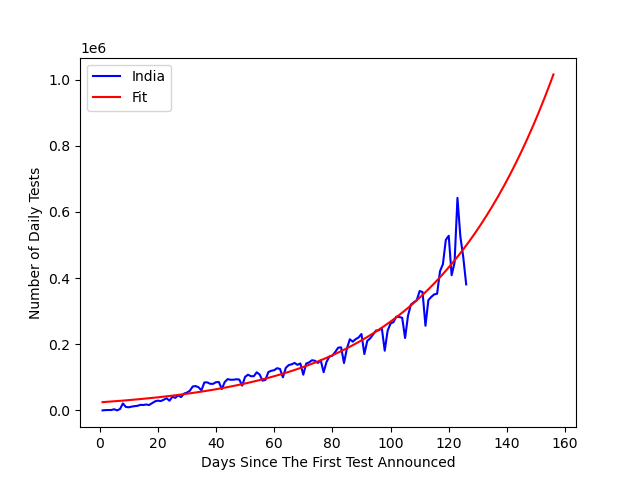 1e6
India
Fit
1.0
0.8
0.6
0.4
0.2
0.0
Number of Daily Tests
0 20 40 60 80 100 120 140 160
Days Since The First Test Announced